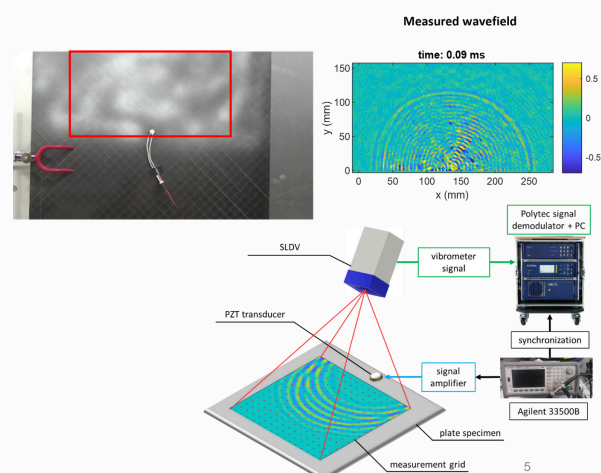 Measured wavefield
time: 0.09 ms
150
100
50
0
y (mm)
0
50
100
150
200
250
x (mm)
0.5
0
-0.5
Polytec signal
demodulator + PC
SLDV
vibrometer
signal
PZT transducer
synchronization
signal
amplifier
Agilent 33500B
plate specimen
measurement grid
5